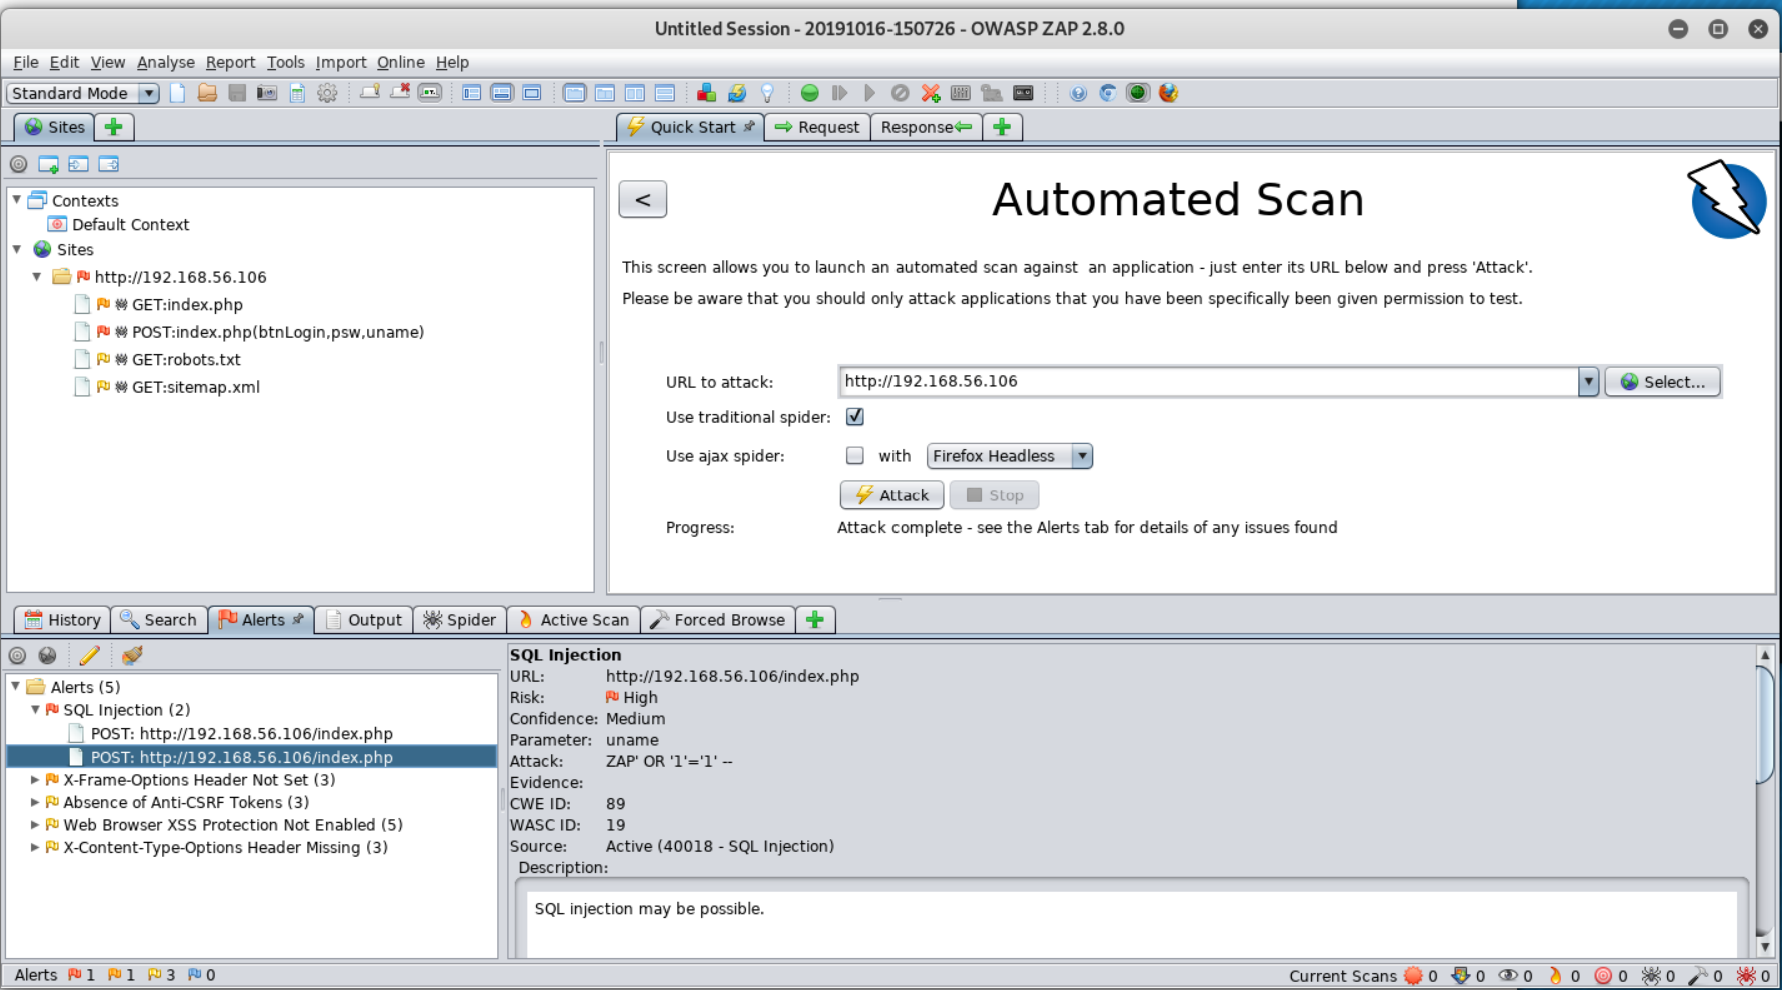 Untitled Session - 20191016-150726 - OWASP ZAP 2.8.0
File Edit View Analyse Report Tools Import Online Help
Standard Mode
Sites
Quick Start
Request
Response
Contexts
Default Context
Sites
http://192.168.56.106
GET:index.php
POST:index.php(btnLogin,psw,uname)
GET:robots.txt
GET:sitemap.xml
<
Automated Scan
This screen allows you to launch an automated scan against  an application - just enter its URL below and press 'Attack'.
Please be aware that you should only attack applications that you have been specifically been given permission to test.
URL to attack: http://192.168.56.106 Select...
Use traditional spider:
Use ajax spider: with Firefox Headless
Attack Stop
Progress: Attack complete - see the Alerts tab for details of any issues found
History Search Alerts Output Spider Active Scan Forced Browse
Alerts (5)
SQL Injection (2)
POST: http://192.168.56.106/index.php
POST: http://192.168.56.106/index.php
X-Frame-Options Header Not Set (3)
Absence of Anti-CSRF Tokens (3)
Web Browser XSS Protection Not Enabled (5)
X-Content-Type-Options Header Missing (3)
SQL Injection
URL: http://192.168.56.106/index.php
Risk: High
Confidence: Medium
Parameter: uname
Attack: ZAP' OR '1'='1' --
Evidence:
CWE ID: 89
WASC ID: 19
Source: Active (40018 - SQL Injection)
Description:
SQL injection may be possible.
Alerts 1 1 3 0
Current Scans 0 0 0 0 0 0 0 0